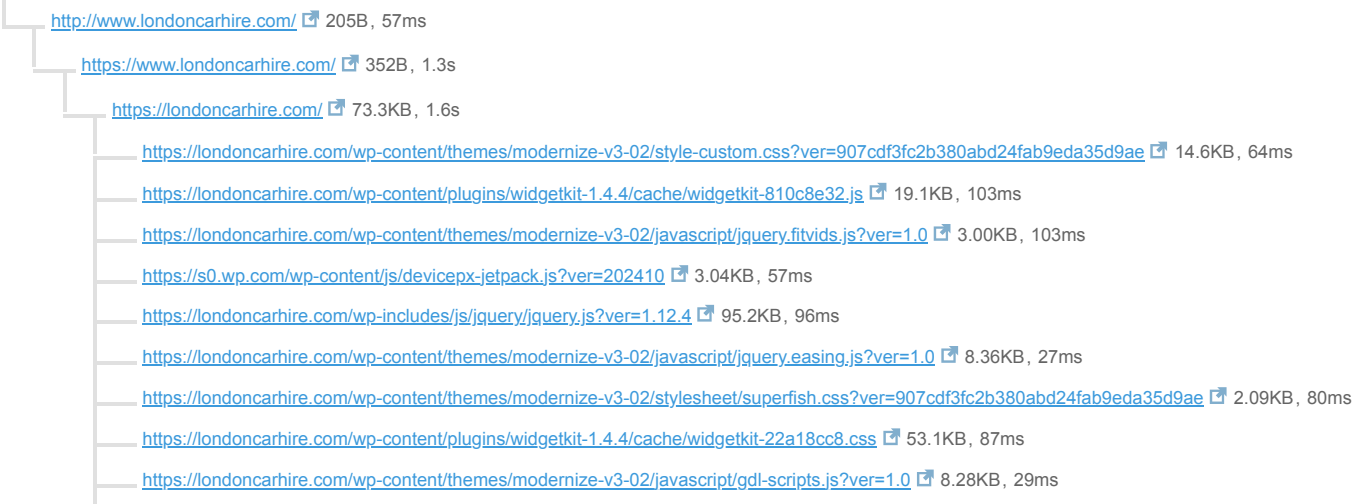 http://www.londoncarhire.com/ 205B, 57ms
https://www.londoncarhire.com/ 352B, 1.3s
https://londoncarhire.com/ 73.3KB, 1.6s
https://londoncarhire.com/wp-content/themes/modernize-v3-02/style-custom.css?ver=907cdf3fc2b380abd24fab9eda35d9ae 14.6KB, 64ms
https://londoncarhire.com/wp-content/plugins/widgetkit-1.4.4/cache/widgetkit-810c8e32.js 19.1KB, 103ms
https://londoncarhire.com/wp-content/themes/modernize-v3-02/javascript/jquery.fitvids.js?ver=1.0 3.00KB, 103ms
https://s0.wp.com/wp-content/js/devicepx-jetpack.js?ver=202410 3.04KB, 57ms
https://londoncarhire.com/wp-includes/js/jquery/jquery.js?ver=1.12.4 95.2KB, 96ms
https://londoncarhire.com/wp-content/themes/modernize-v3-02/javascript/jquery.easing.js?ver=1.0 8.36KB, 27ms
https://londoncarhire.com/wp-content/themes/modernize-v3-02/stylesheet/superfish.css?ver=907cdf3fc2b380abd24fab9eda35d9ae 2.09KB, 80ms
https://londoncarhire.com/wp-content/plugins/widgetkit-1.4.4/cache/widgetkit-22a18cc8.css 53.1KB, 87ms
https://londoncarhire.com/wp-content/themes/modernize-v3-02/javascript/gdl-scripts.js?ver=1.0 8.28KB, 29ms